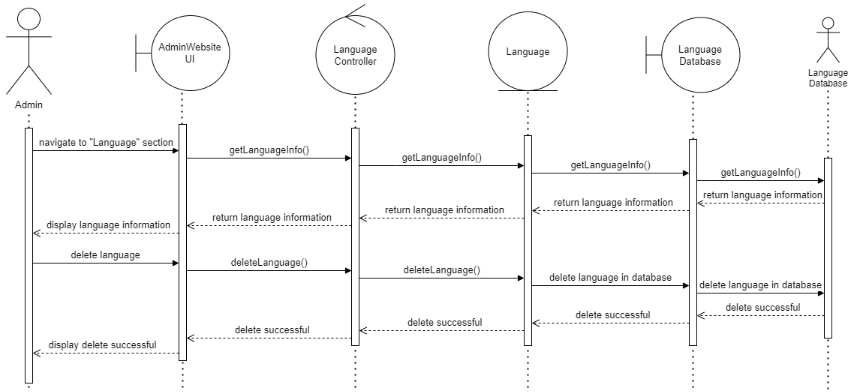 AdminWebsite
UI
Language
Controller
Language
Language
Database
Language
Database
Admin
navigate to "Language" section
getLanguageInfo()
getLanguageInfo()
getLanguageInfo()
getLanguageInfo()
return language information
return language information
return language information
return language information
display language information
delete language
deleteLanguage()
deleteLanguage()
delete language in database
delete language in database
delete successful
delete successful
delete successful
delete successful
display delete successful